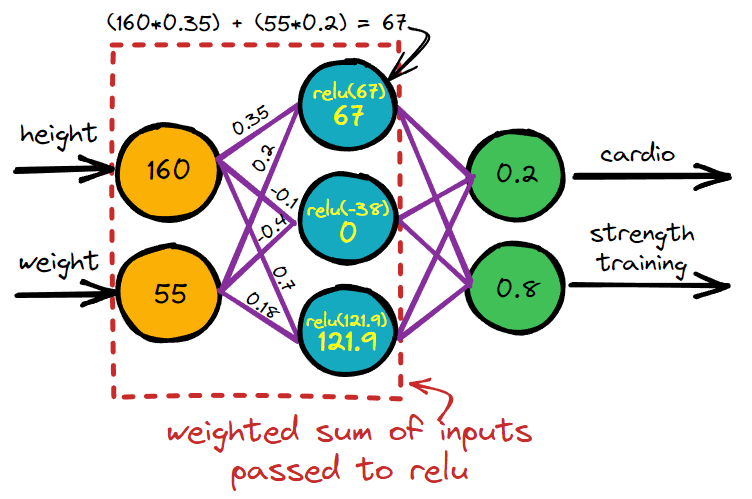 (160*0.35) + (55*0.2) = 67
height
160
weight
55
0.35
0.2
-0.1
-0.4
0.7
0.18
relu(67)
67
relu(-38)
0
relu(121.9)
121.9
0.2
0.8
cardio
strength
training
weighted sum of inputs
passed to relu